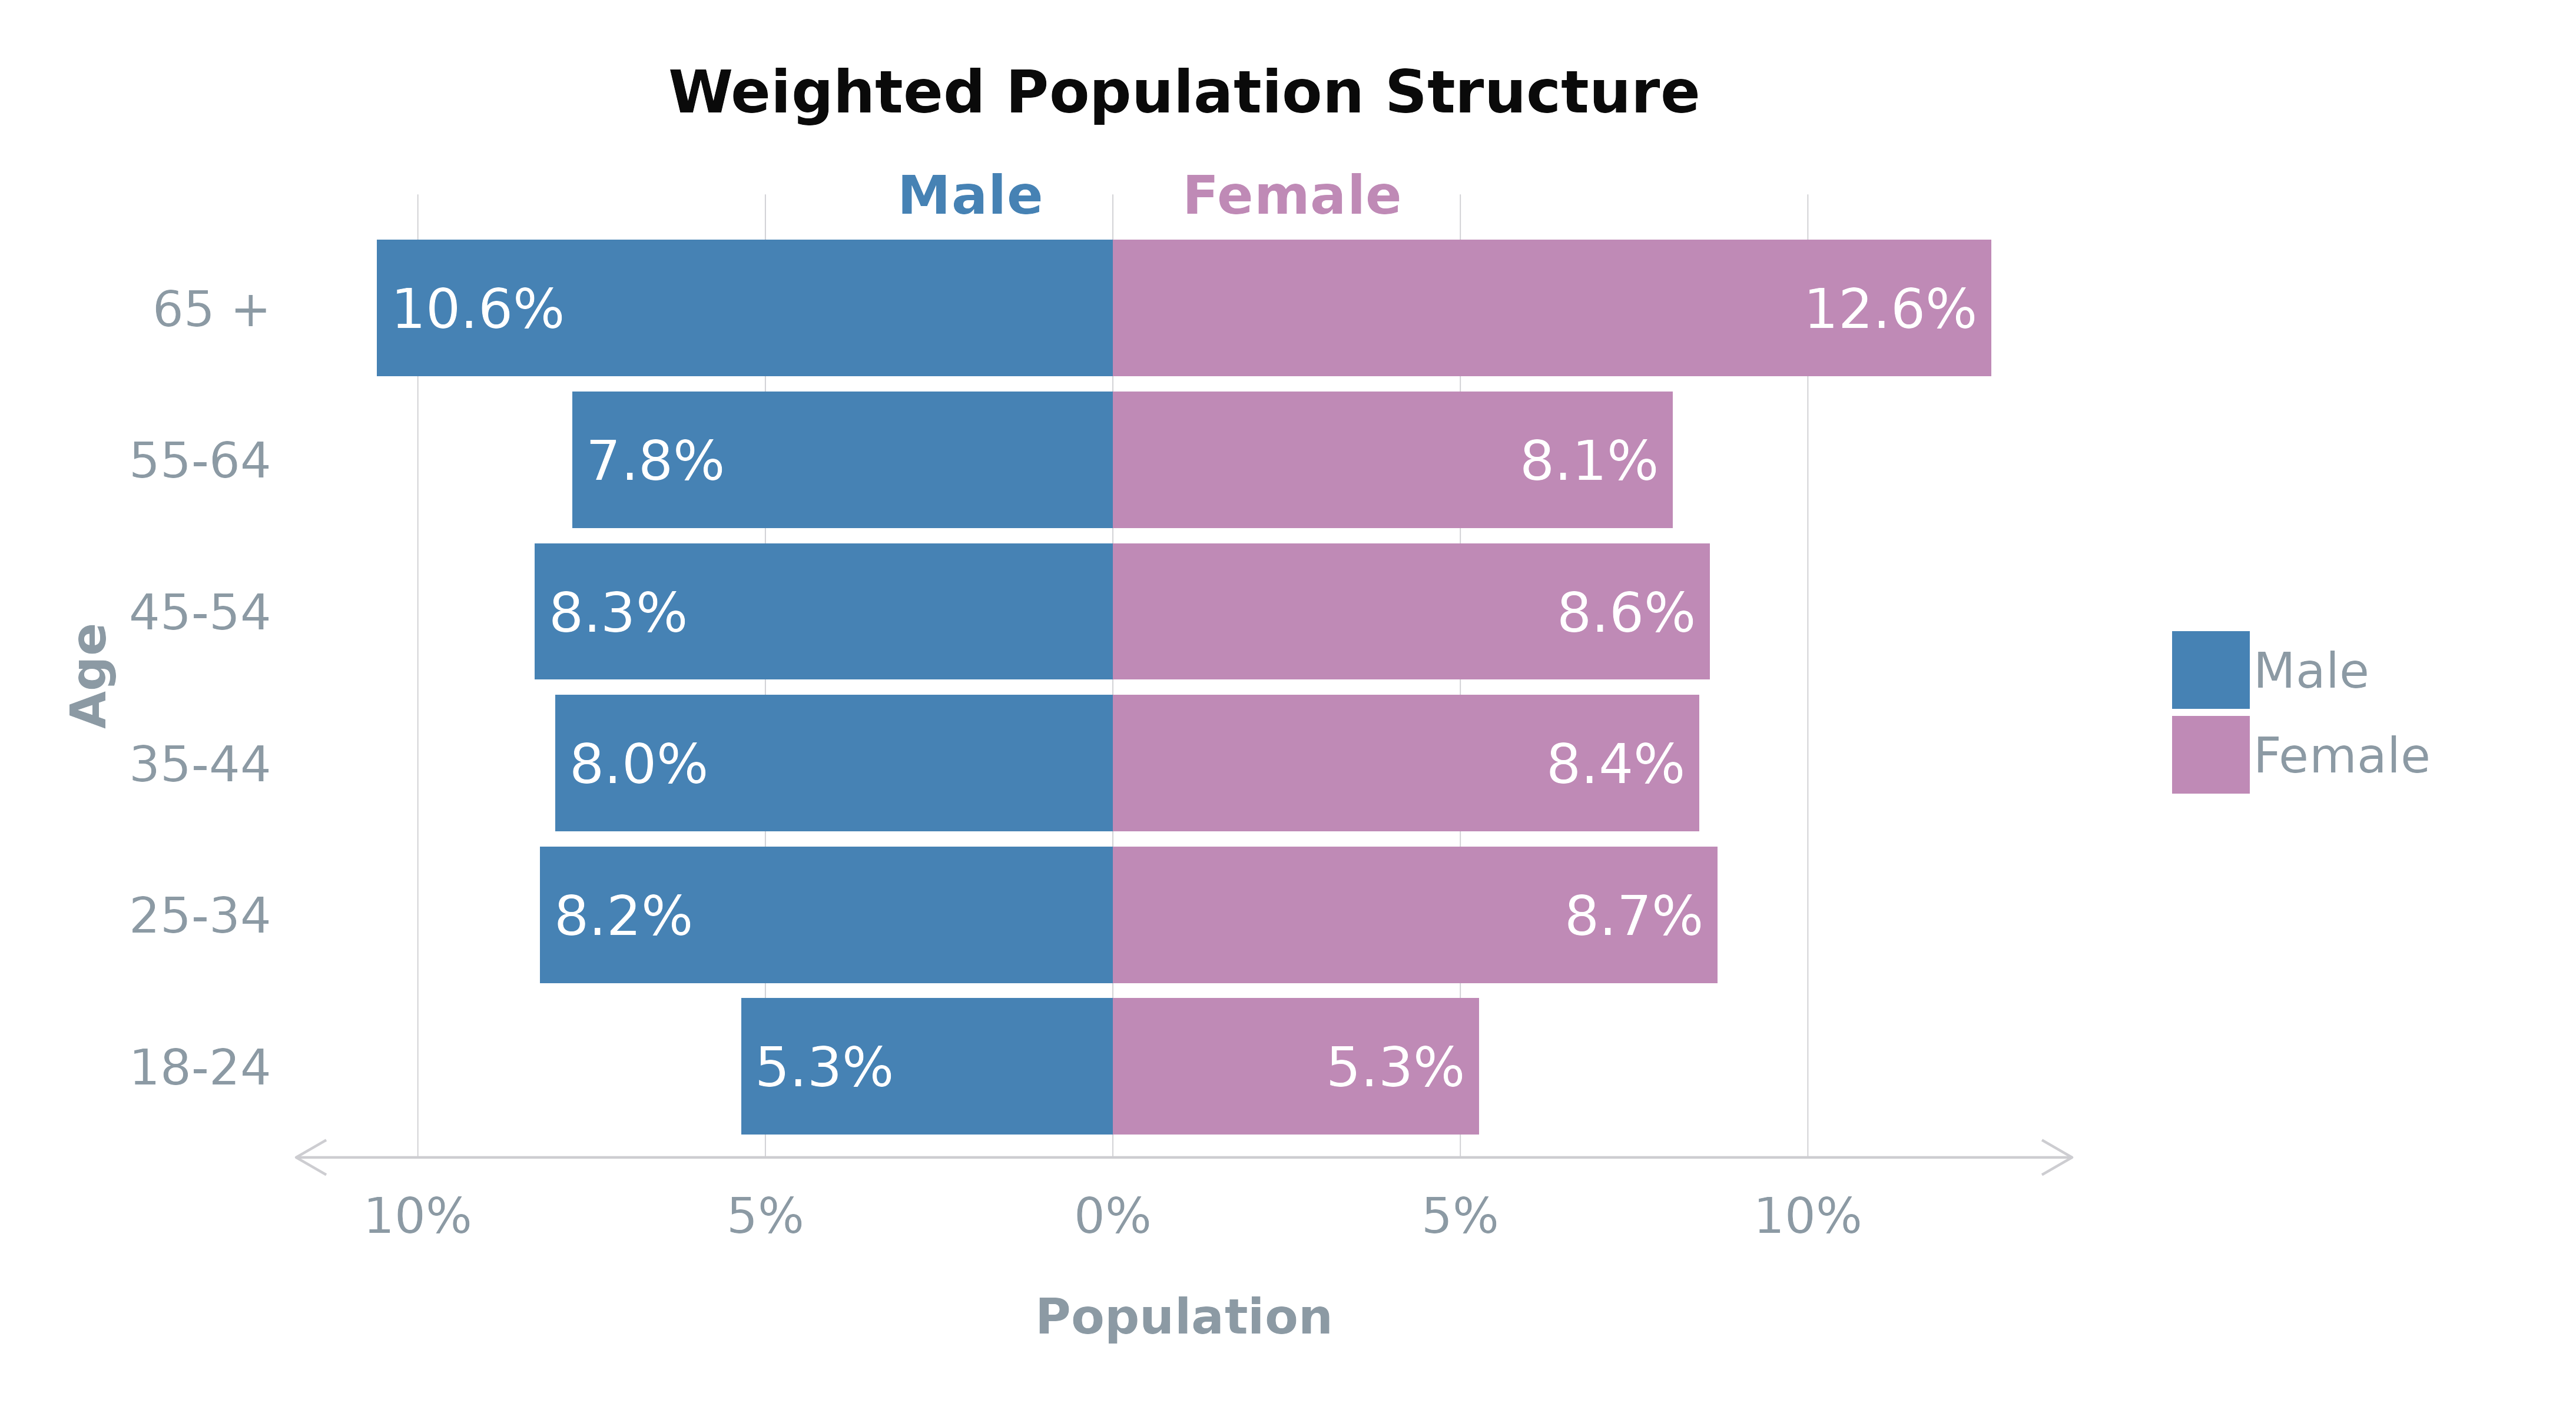 Weighted Population Structure
Male Female
65 + 10.6% 12.6%
55-64 7.8% 8.1%
45-54 8.3% 8.6%
35-44 8.0% 8.4%
25-34 8.2% 8.7%
18-24 5.3% 5.3%
10% 5% 0% 5% 10%
Population
Age
Male
Female